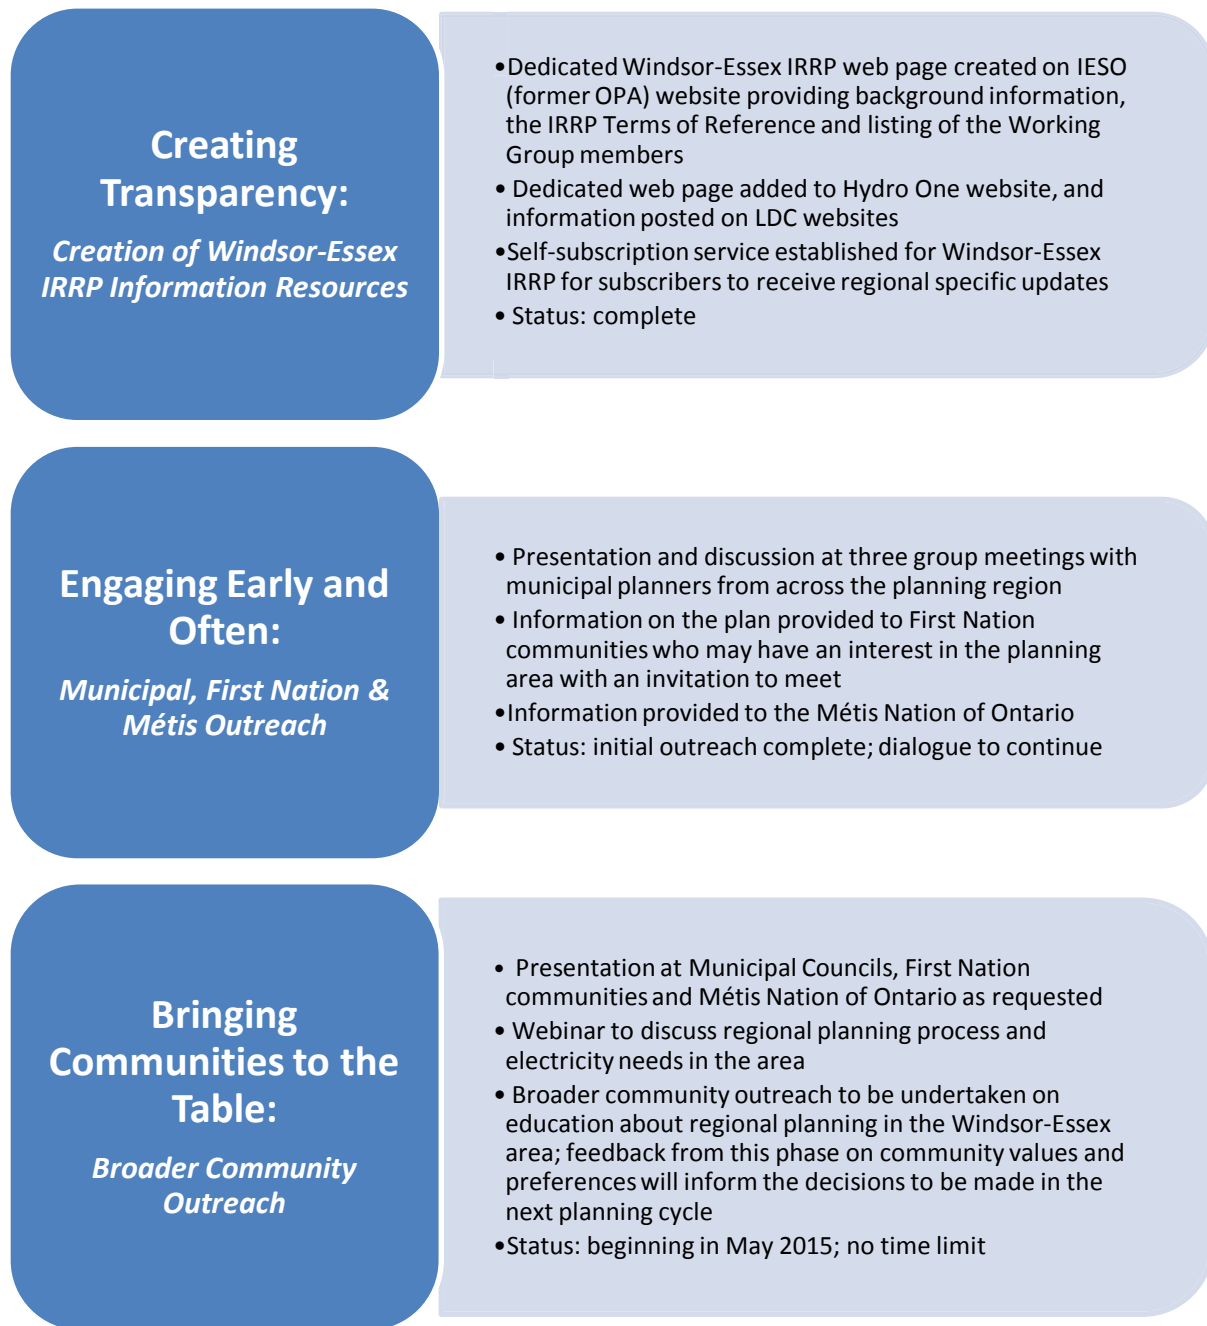 Creating
Transparency:
Creation of Windsor-Essex
IRRP Information Resources
•Dedicated Windsor-Essex IRRP web page created on IESO
(former OPA) website providing background information,
the IRRP Terms of Reference and listing of the Working
Group members
• Dedicated web page added to Hydro One website, and
information posted on LDC websites
•Self-subscription service established for Windsor-Essex
IRRP for subscribers to receive regional specific updates
• Status: complete
Engaging Early and
Often:
Municipal, First Nation &
Métis Outreach
• Presentation and discussion at three group meetings with
municipal planners from across the planning region
• Information on the plan provided to First Nation
communities who may have an interest in the planning
area with an invitation to meet
•Information provided to the Métis Nation of Ontario
• Status: initial outreach complete; dialogue to continue
Bringing
Communities to the
Table:
Broader Community
Outreach
• Presentation at Municipal Councils, First Nation
communities and Métis Nation of Ontario as requested
• Webinar to discuss regional planning process and
electricity needs in the area
• Broader community outreach to be undertaken on
education about regional planning in the Windsor-Essex
area; feedback from this phase on community values and
preferences will inform the decisions to be made in the
next planning cycle
•Status: beginning in May 2015; no time limit